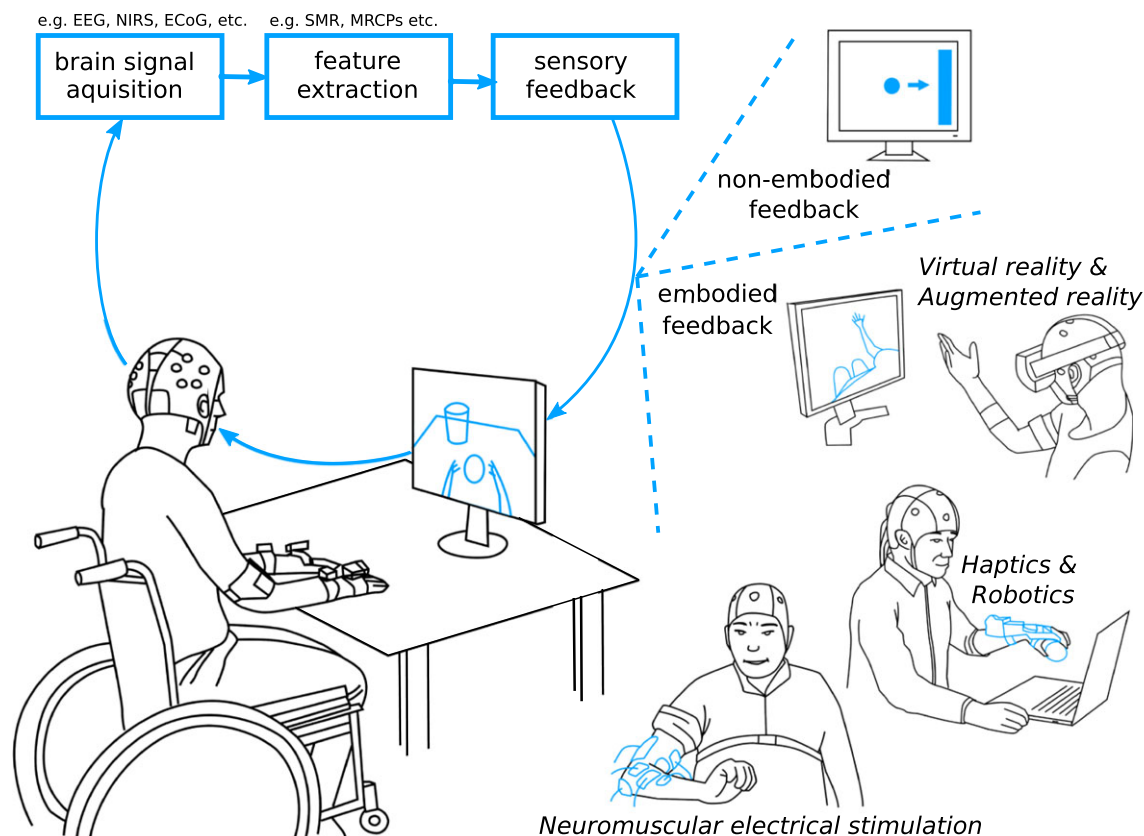 e.g. EEG, NIRS, ECoG, etc.
e.g. SMR, MRCPs etc.
brain signal
aquisition
feature
extraction
sensory
feedback
non-embodied
feedback
embodied
feedback
Virtual reality &
Augmented reality
Haptics &
Robotics
Neuromuscular electrical stimulation